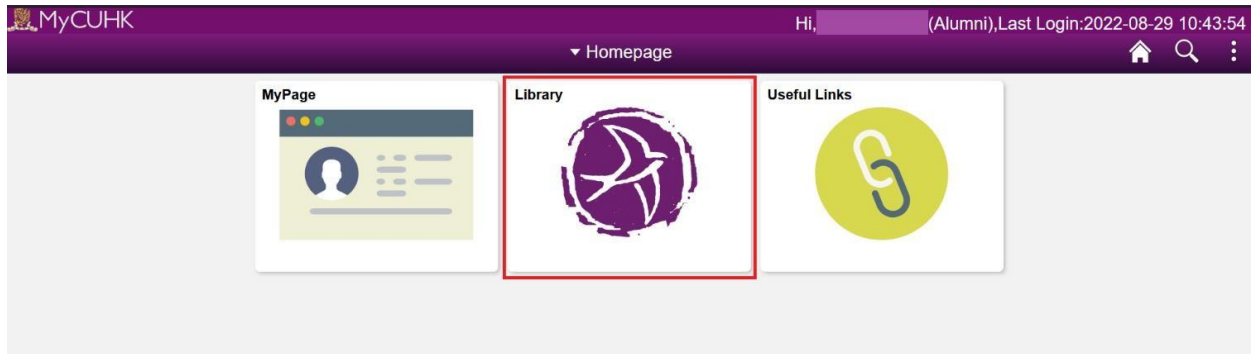 MyCUHK
Hi, (Alumni),Last Login:2022-08-29 10:43:54
Homepage
MyPage
Library
Useful Links